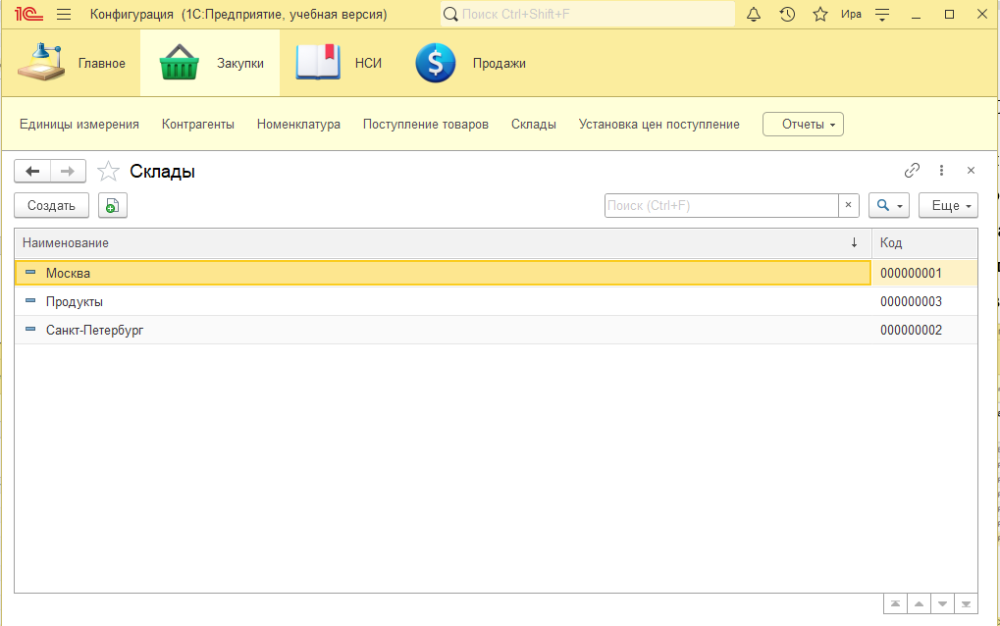 1С Конфигурация (1С:Предприятие, учебная версия) Поиск Ctrl+Shift+F Ира
Главное Закупки НСИ Продажи
Единицы измерения Контрагенты Номенклатура Поступление товаров Склады Установка цен поступление Отчеты
Склады
Создать Поиск (Ctrl+F) × Еще
Наименование ↓ Код
Москва 000000001
Продукты 000000003
Санкт-Петербург 000000002